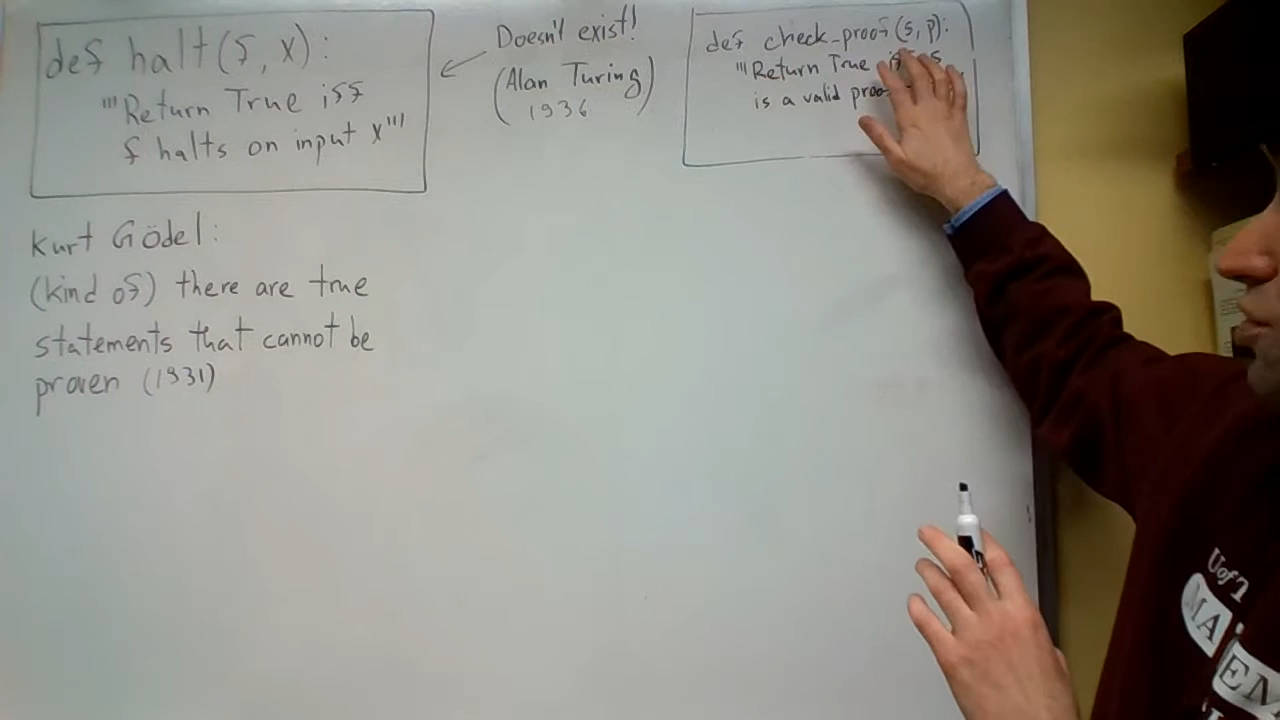 def halt(f, x):
"""Return True iff
f halts on input x"""
Doesn't exist!
(Alan Turing)
1936
def check_proof(s, p):
"""Return True
is a valid
Kurt Gödel:
(kind of) there are true
statements that cannot be
proven (1931)
U of T